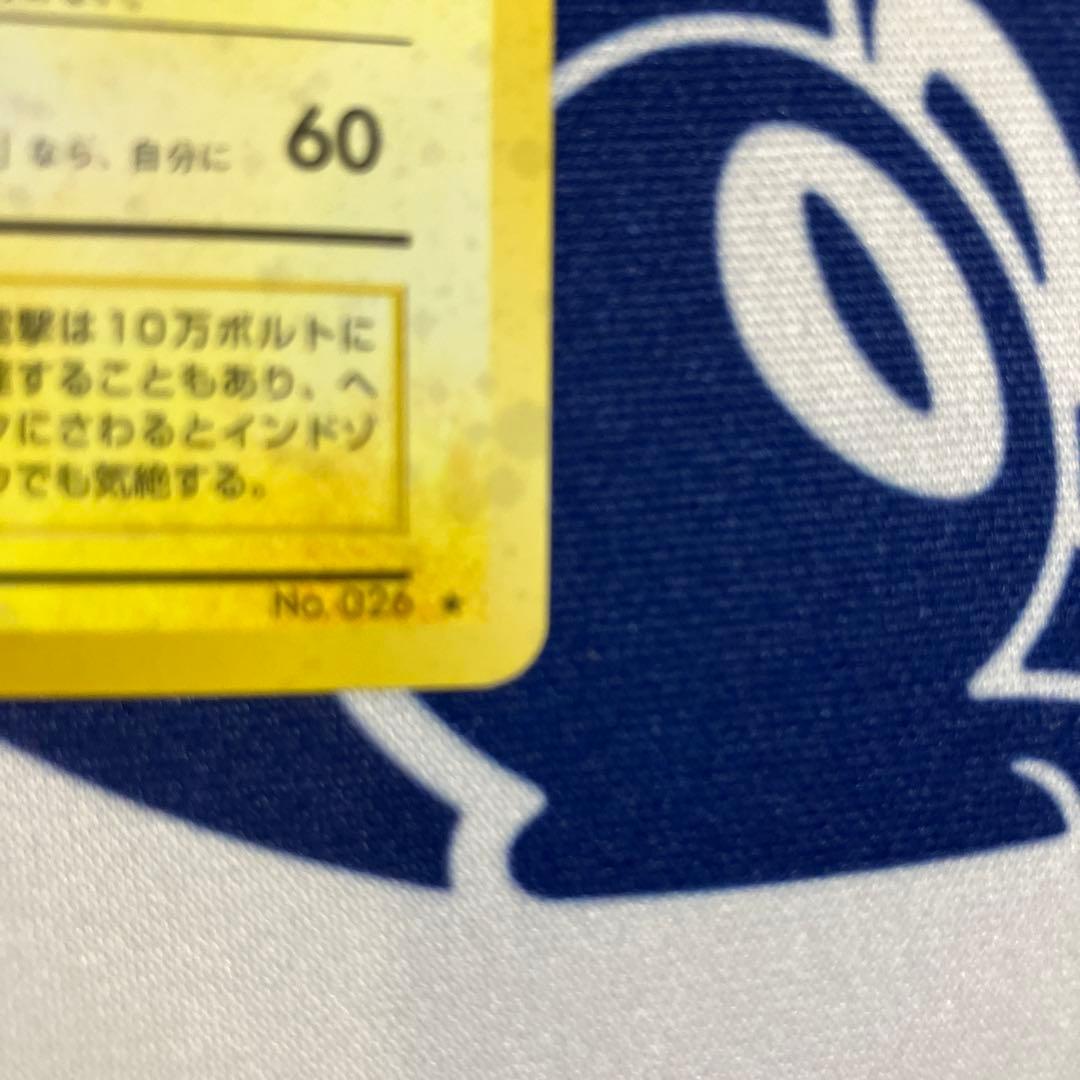 」なら、自分に 60
電撃は10万ボルトに
することもあり、ヘ
にさわるとインドゾ
でも気絶する。
No. 026 ★